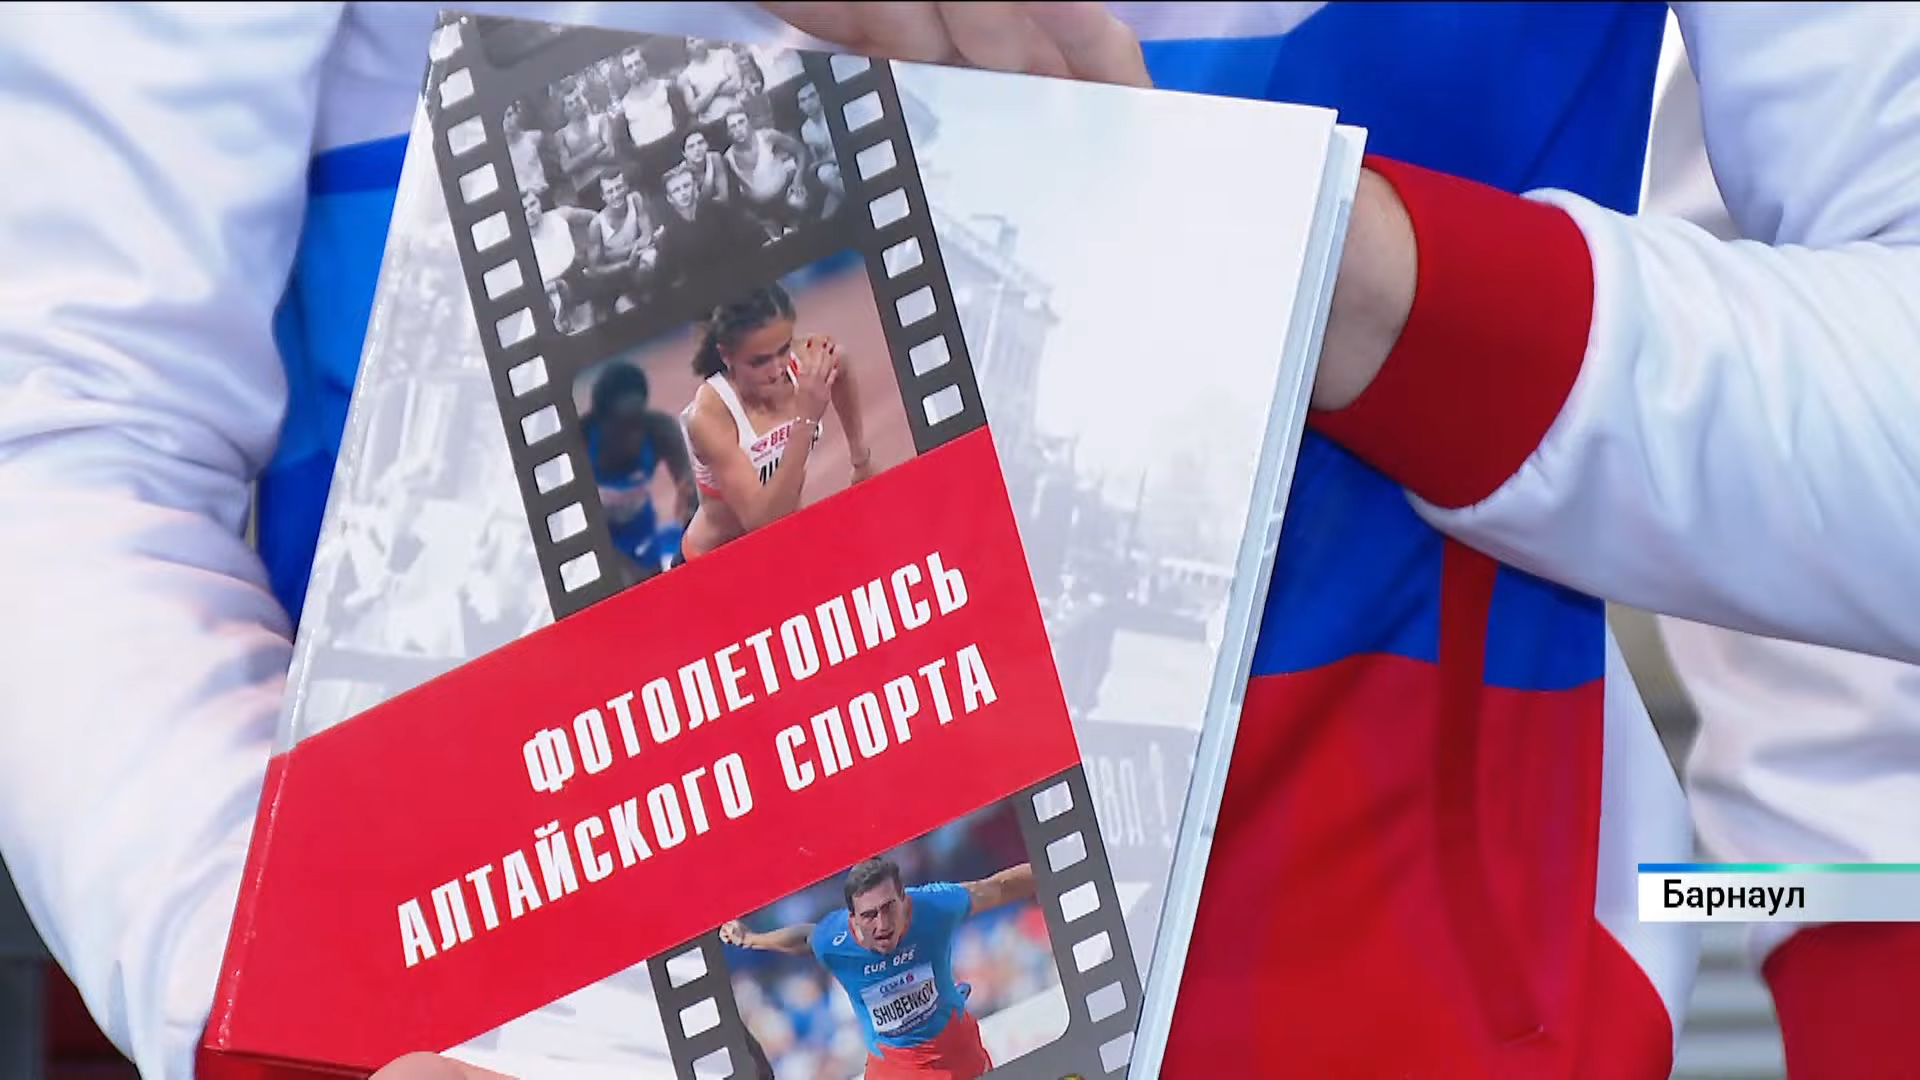 ФОТОЛЕТОПИСЬ
АЛТАЙСКОГО СПОРТА
EUROPE
SHUBENKOV
Барнаул